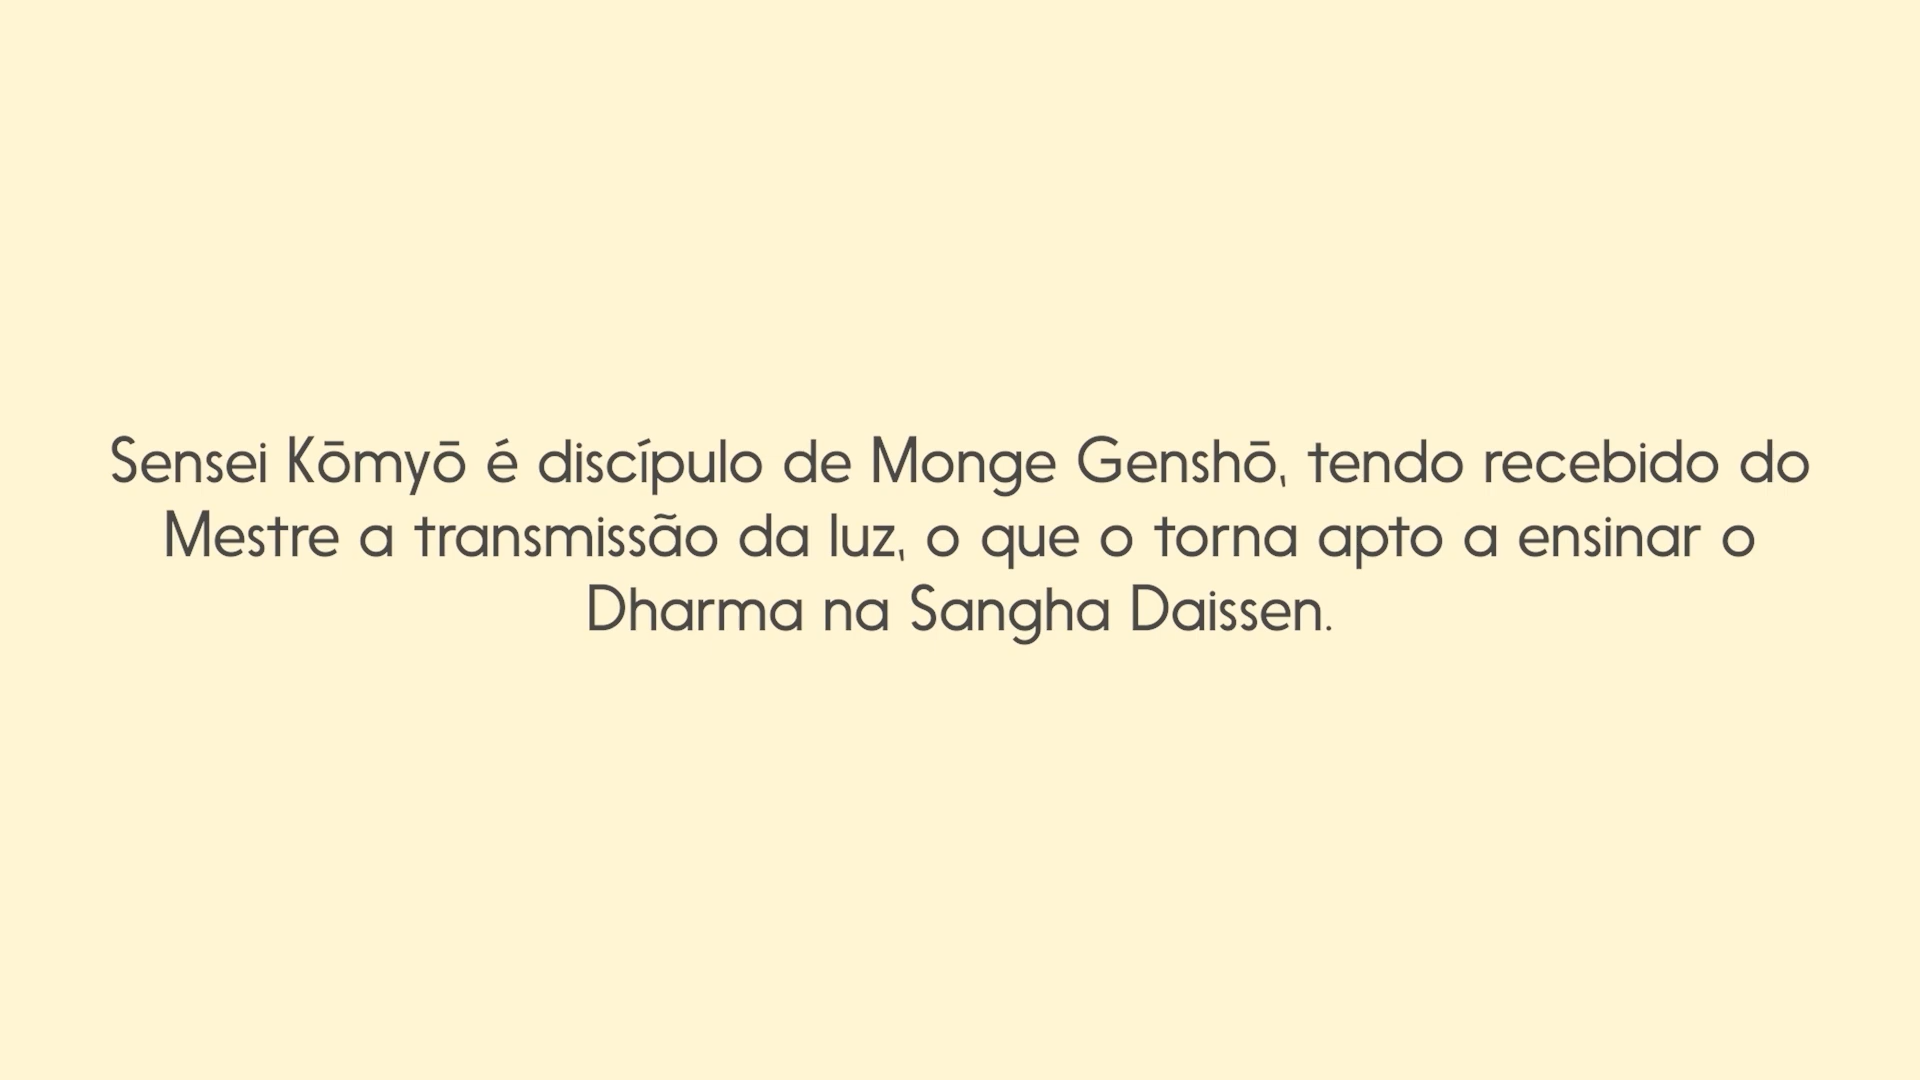 Sensei Kōmyō é discípulo de Monge Genshō, tendo recebido do
Mestre a transmissão da luz, o que o torna apto a ensinar o
Dharma na Sangha Daissen.